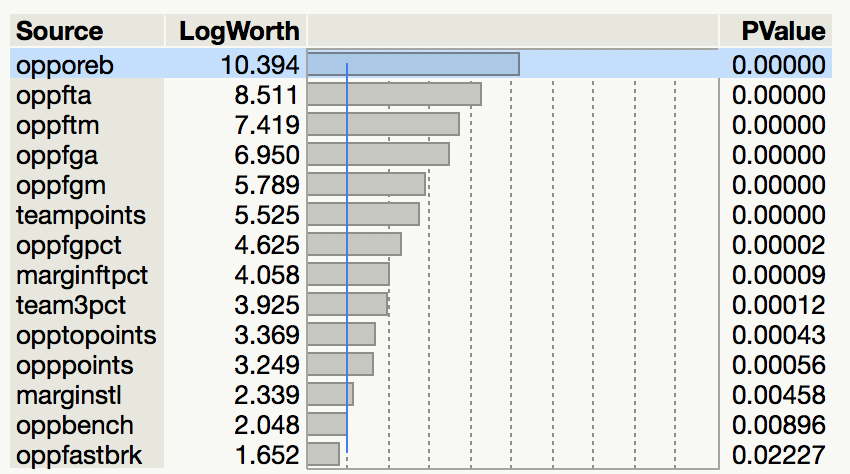 Source LogWorth PValue
opporeb 10.394 0.00000
oppfta 8.511 0.00000
oppftm 7.419 0.00000
oppfga 6.950 0.00000
oppfgm 5.789 0.00000
teampoints 5.525 0.00000
oppfgpct 4.625 0.00002
marginftpct 4.058 0.00009
team3pct 3.925 0.00012
opptopoints 3.369 0.00043
opppoints 3.249 0.00056
marginstl 2.339 0.00458
oppbench 2.048 0.00896
oppfastbrk 1.652 0.02227